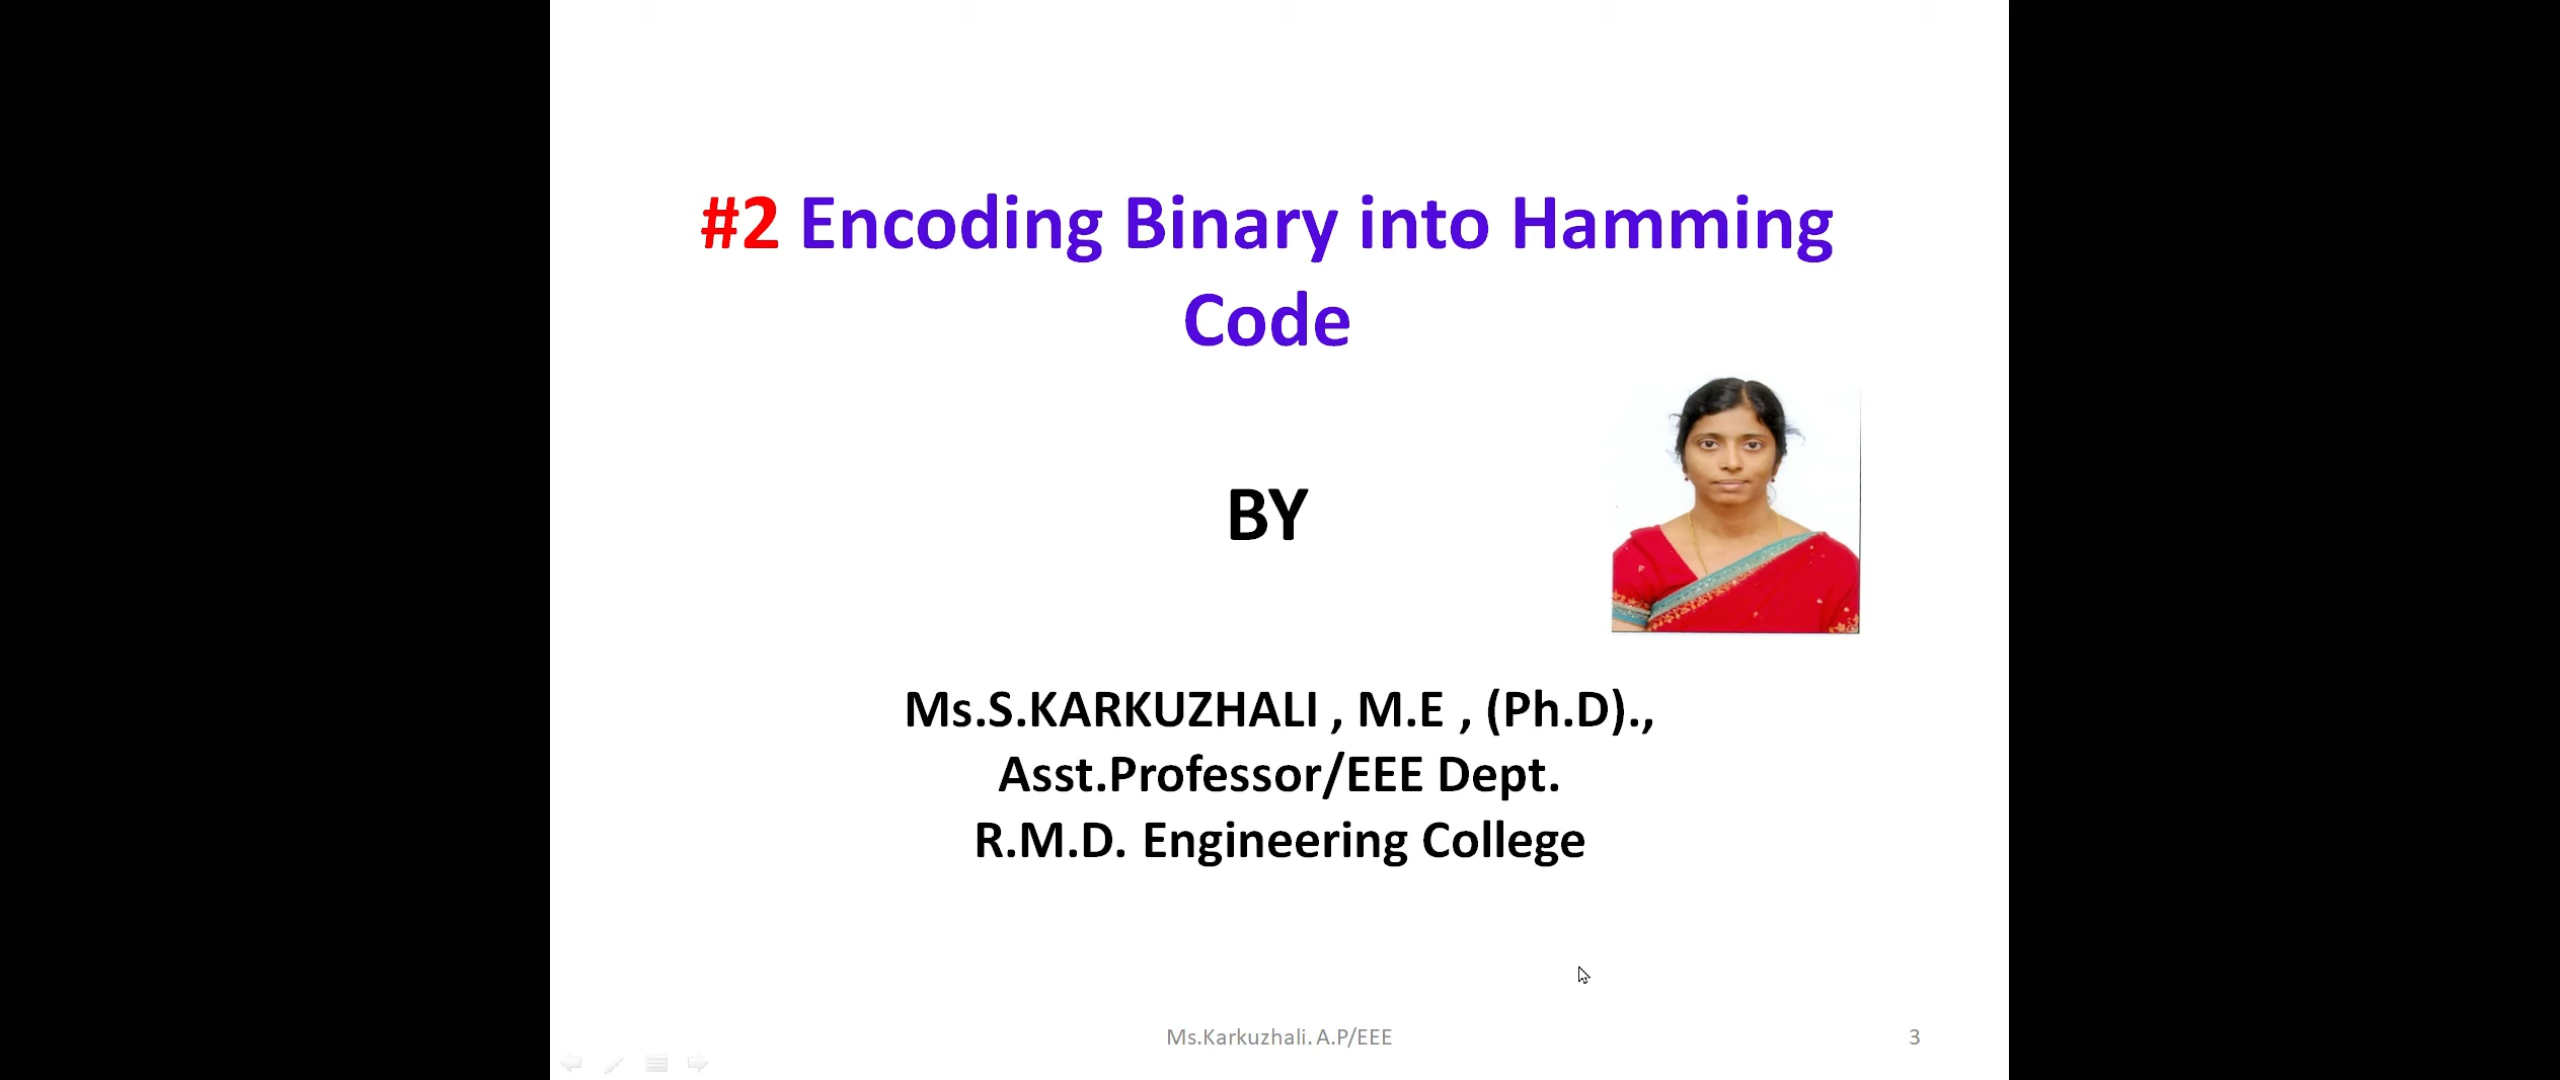 #2 Encoding Binary into Hamming
Code
BY
Ms.S.KARKUZHALI , M.E , (Ph.D).,
Asst.Professor/EEE Dept.
R.M.D. Engineering College
Ms.Karkuzhali. A.P/EEE
3